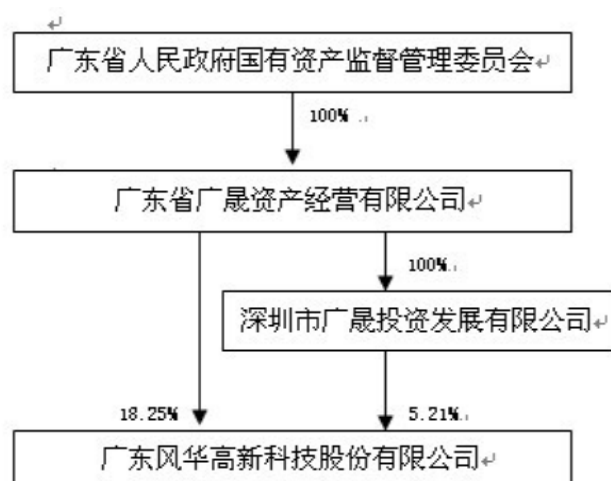 广东省人民政府国有资产监督管理委员会
100%
广东省广晟资产经营有限公司
100%
深圳市广晟投资发展有限公司
18.25%
5.21%
广东风华高新科技股份有限公司